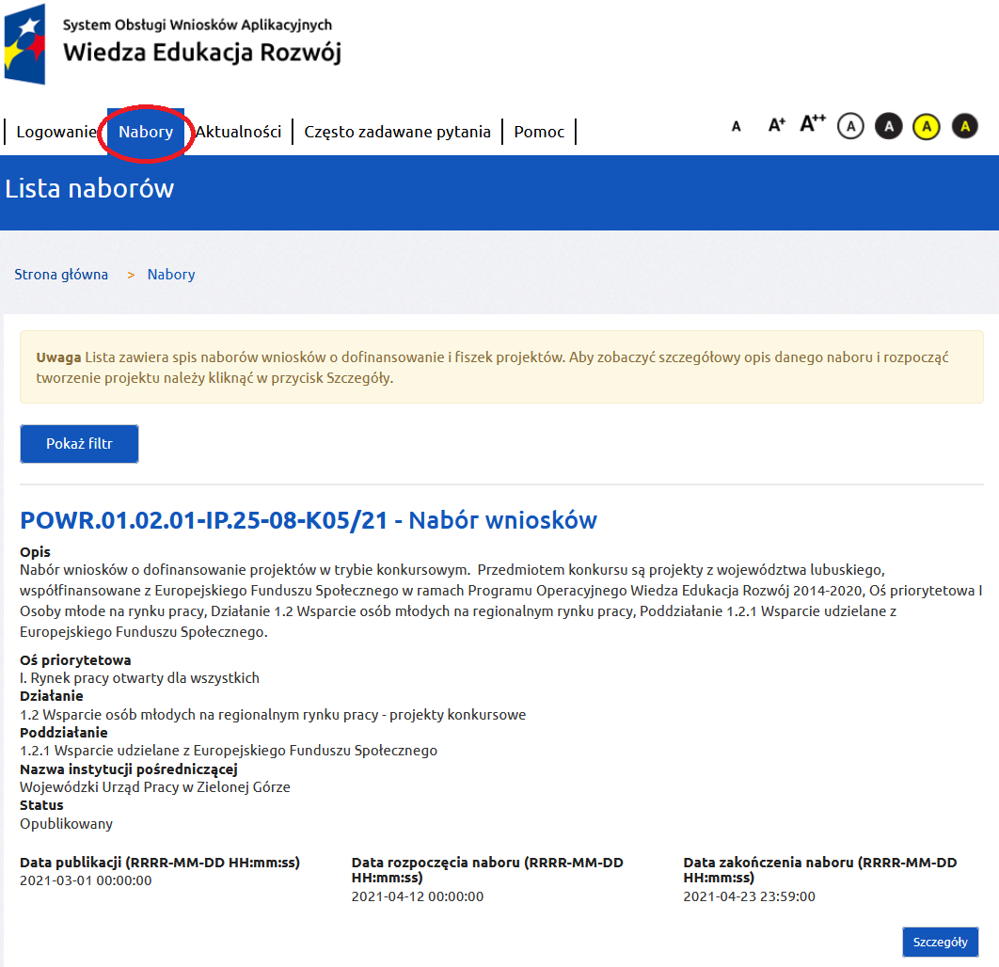 System Obsługi Wniosków Aplikacyjnych
Wiedza Edukacja Rozwój
Logowanie Nabory Aktualności Często zadawane pytania Pomoc A A+ A++ A A A A
Lista naborów
Strona główna > Nabory
Uwaga Lista zawiera spis naborów wniosków o dofinansowanie i fiszek projektów. Aby zobaczyć szczegółowy opis danego naboru i rozpocząć
tworzenie projektu należy kliknąć w przycisk Szczegóły.
Pokaż filtr
POWR.01.02.01-IP.25-08-K05/21 - Nabór wniosków
Opis
Nabór wniosków o dofinansowanie projektów w trybie konkursowym. Przedmiotem konkursu są projekty z województwa lubuskiego,
współfinansowane z Europejskiego Funduszu Społecznego w ramach Programu Operacyjnego Wiedza Edukacja Rozwój 2014-2020, Oś priorytetowa I
Osoby młode na rynku pracy, Działanie 1.2 Wsparcie osób młodych na regionalnym rynku pracy, Poddziałanie 1.2.1 Wsparcie udzielane z
Europejskiego Funduszu Społecznego.
Oś priorytetowa
I. Rynek pracy otwarty dla wszystkich
Działanie
1.2 Wsparcie osób młodych na regionalnym rynku pracy - projekty konkursowe
Poddziałanie
1.2.1 Wsparcie udzielane z Europejskiego Funduszu Społecznego
Nazwa instytucji pośredniczącej
Wojewódzki Urząd Pracy w Zielonej Górze
Status
Opublikowany
Data publikacji (RRRR-MM-DD HH:mm:ss)
2021-03-01 00:00:00
Data rozpoczęcia naboru (RRRR-MM-DD
HH:mm:ss)
2021-04-12 00:00:00
Data zakończenia naboru (RRRR-MM-DD
HH:mm:ss)
2021-04-23 23:59:00
Szczegóły